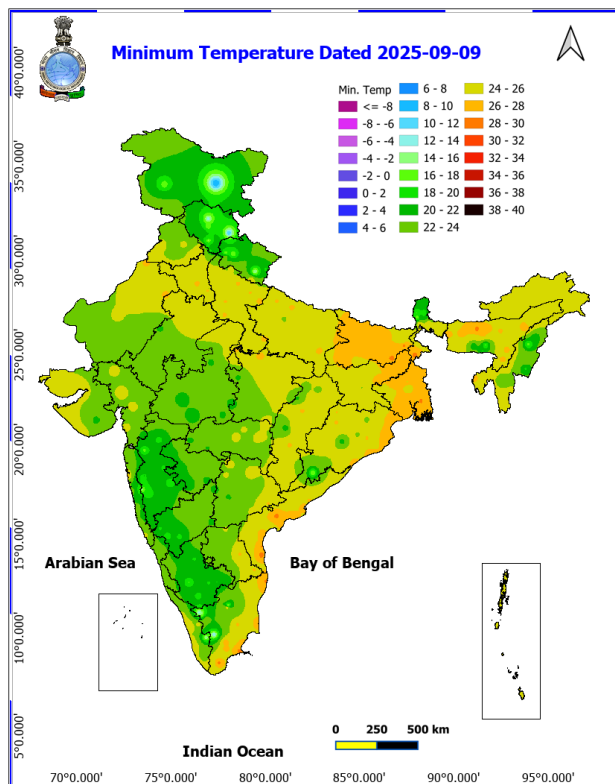 Minimum Temperature Dated 2025-09-09
Min. Temp
<= -8
-8 - -6
-6 - -4
-4 - -2
-2 - 0
0 - 2
2 - 4
4 - 6
6 - 8
8 - 10
10 - 12
12 - 14
14 - 16
16 - 18
18 - 20
20 - 22
22 - 24
24 - 26
26 - 28
28 - 30
30 - 32
32 - 34
34 - 36
36 - 38
38 - 40
40°0.000'
35°0.000'
30°0.000'
25°0.000'
20°0.000'
15°0.000'
10°0.000'
5°0.000'
Arabian Sea
Bay of Bengal
Indian Ocean
0 250 500 km
70°0.000' 75°0.000' 80°0.000' 85°0.000' 90°0.000' 95°0.000'